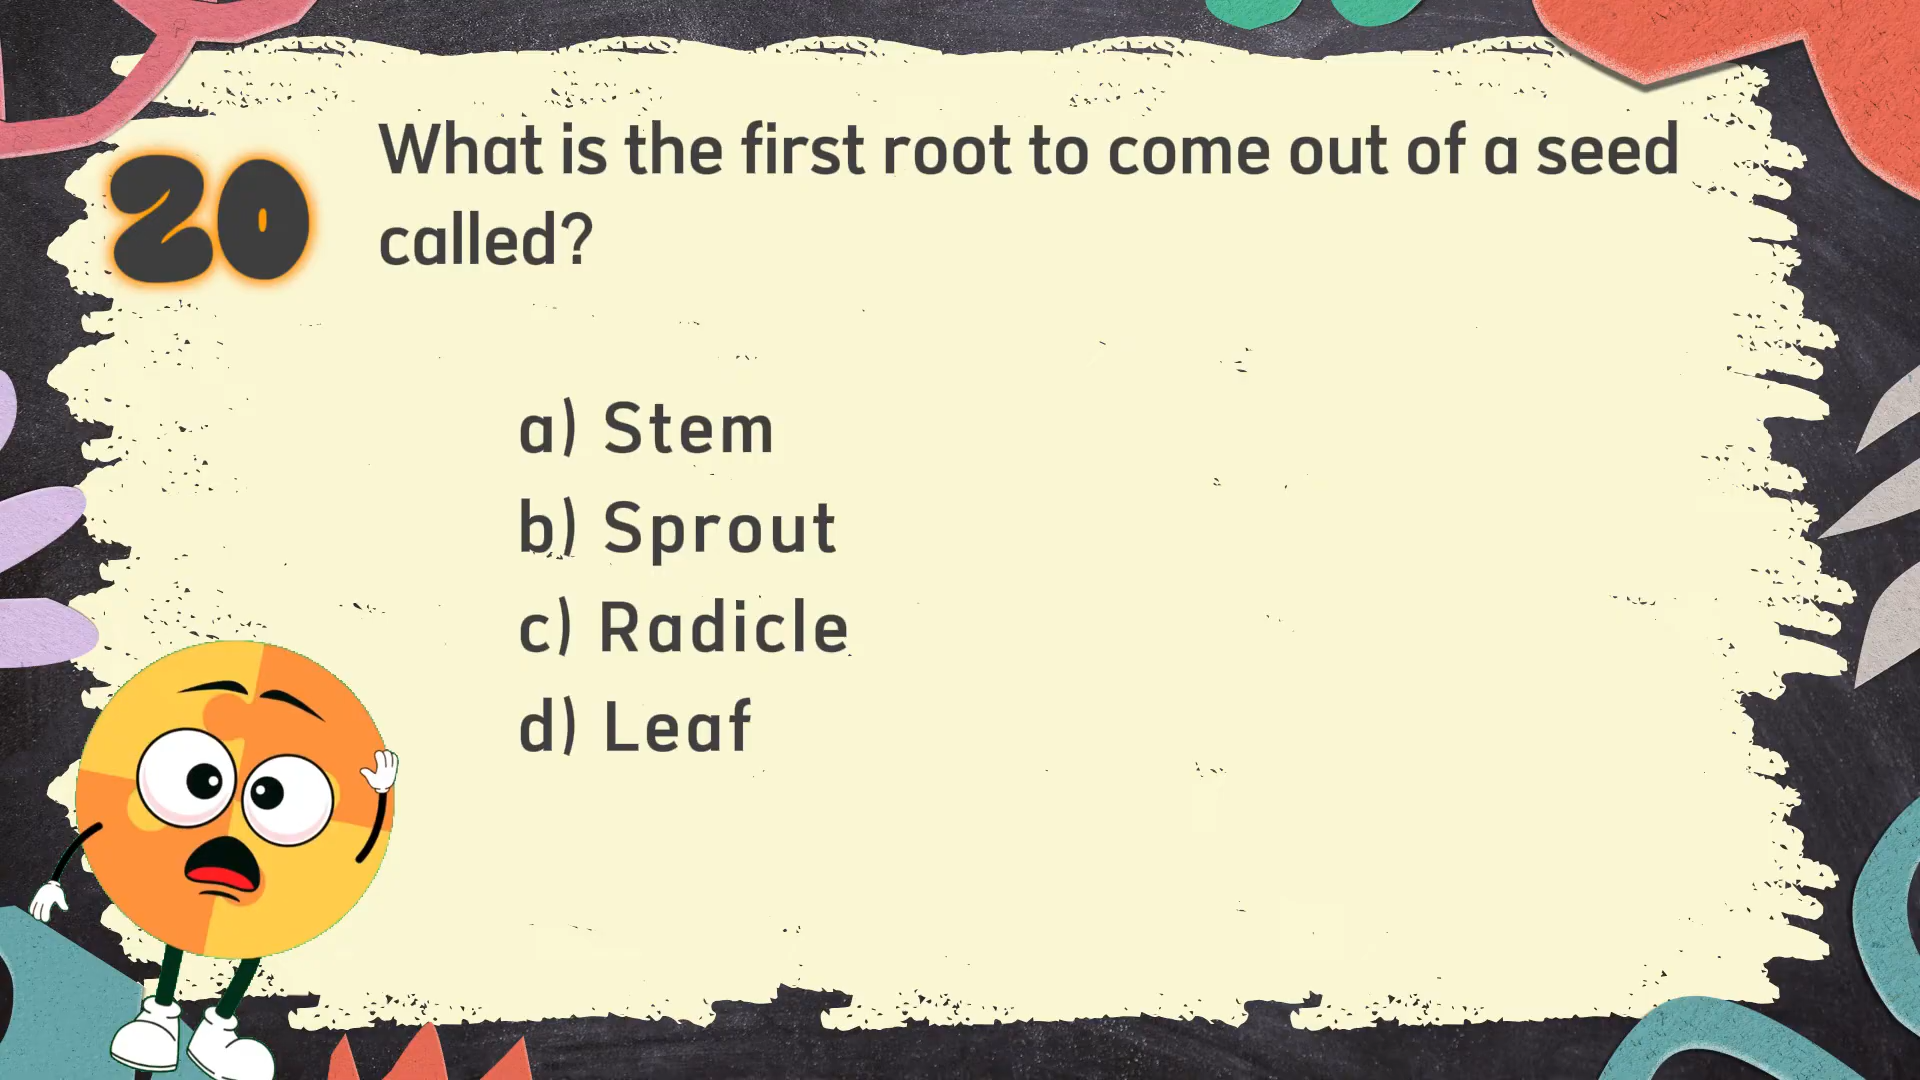 20
What is the first root to come out of a seed
called?
a) Stem
b) Sprout
c) Radicle
d) Leaf